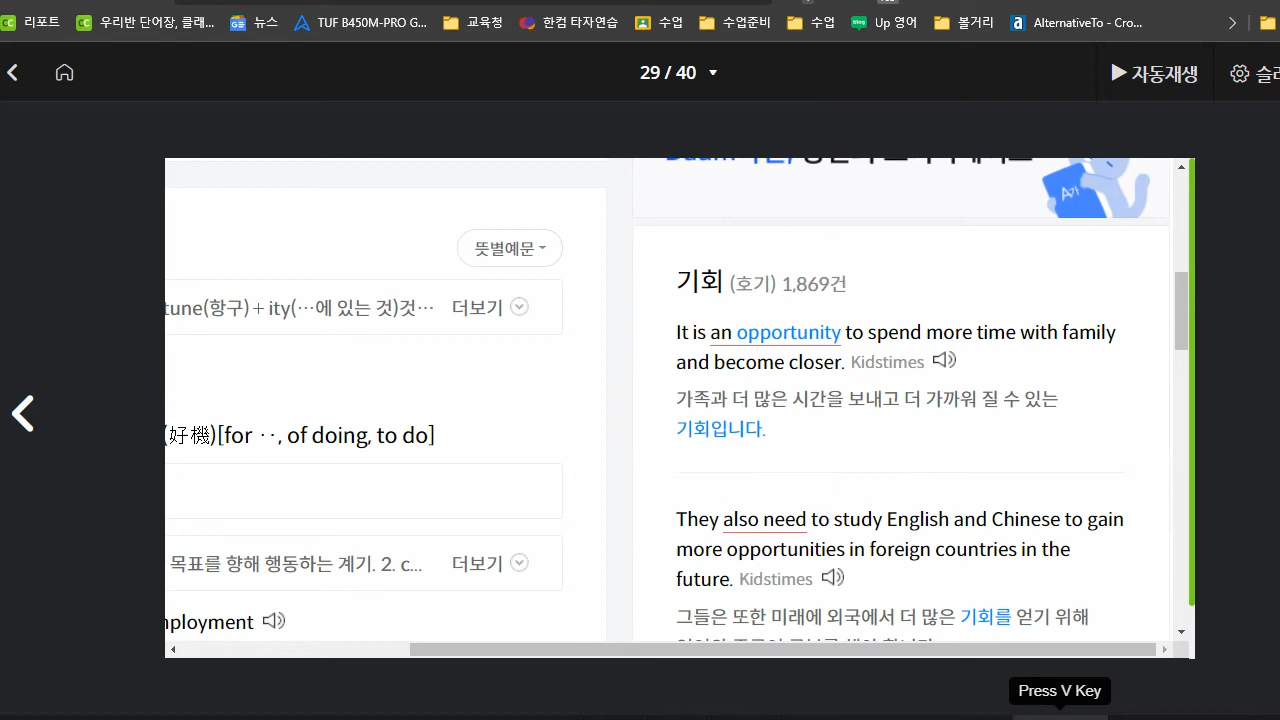 리포트 우리반 단어장, 클래... 뉴스 TUF B450M-PRO G... 교육청 한컴 타자연습 수업 수업준비 수업 Up 영어 볼거리 AlternativeTo - Cro...
29 / 40 자동재생
뜻별예문
tune(항구)+ity(…에 있는 것)것… 더보기
(好機)[for ‥, of doing, to do]
목표를 향해 행동하는 계기. 2. c... 더보기
nployment
기회 (호기) 1,869건
It is an opportunity to spend more time with family
and become closer. Kidstimes
가족과 더 많은 시간을 보내고 더 가까워 질 수 있는
기회입니다.
They also need to study English and Chinese to gain
more opportunities in foreign countries in the
future. Kidstimes
그들은 또한 미래에 외국에서 더 많은 기회를 얻기 위해
Press V Key